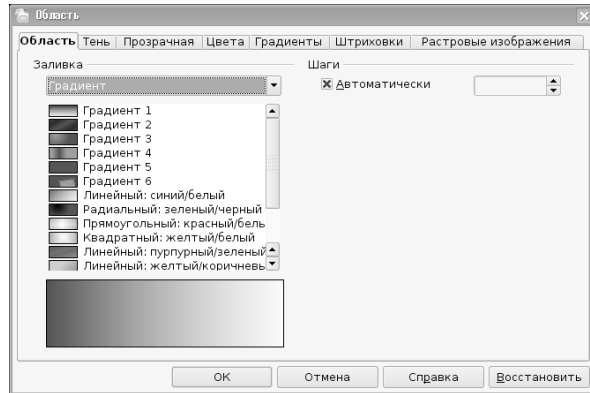 Область
Область Тень Прозрачная Цвета Градиенты Штриховки Растровые изображения
Заливка
Шаги
Градиент
Автоматически
Градиент 1
Градиент 2
Градиент 3
Градиент 4
Градиент 5
Градиент 6
Линейный: синий/белый
Радиальный: зеленый/черный
Прямоугольный: красный/бель
Квадратный: желтый/белый
Линейный: пурпурный/зеленый
Линейный: желтый/коричневы
ОК Отмена Справка Восстановить